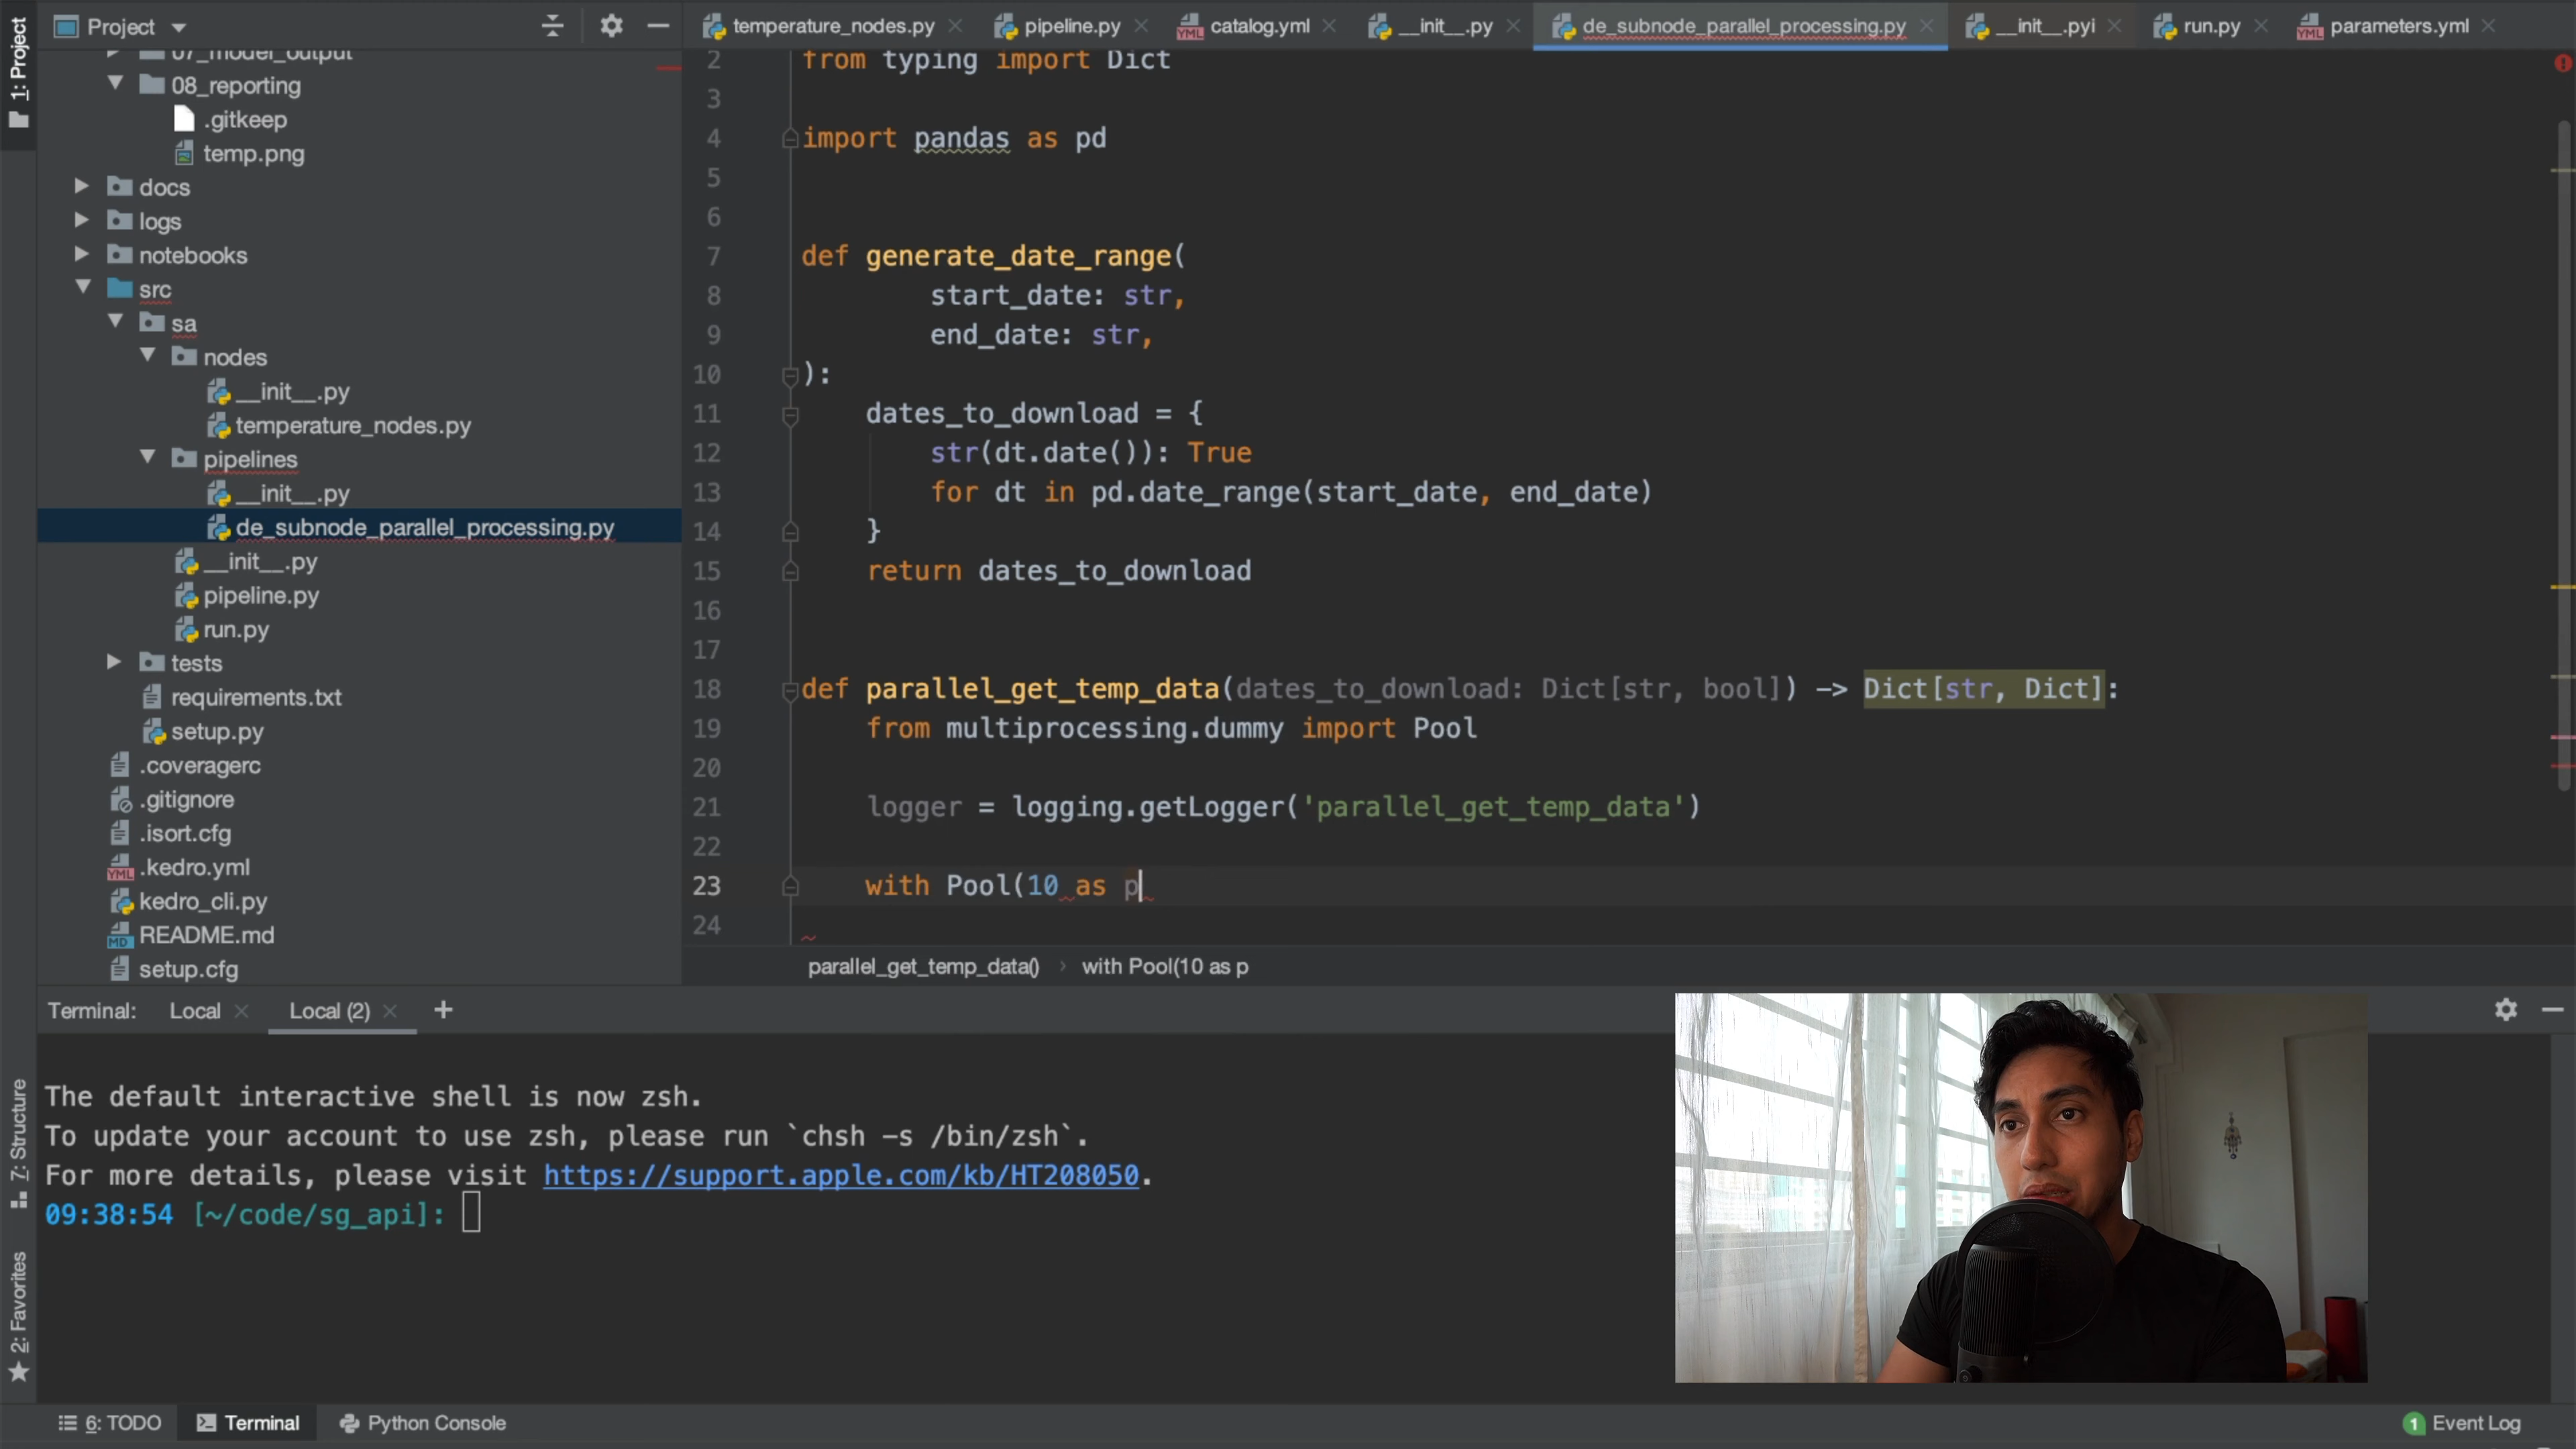 1: Project
Project
temperature_nodes.py
pipeline.py
catalog.yml
__init__.py
de_subnode_parallel_processing.py
__init__.pyi
run.py
parameters.yml
07_model_output
08_reporting
.gitkeep
temp.png
docs
logs
notebooks
src
sa
nodes
__init__.py
temperature_nodes.py
pipelines
__init__.py
de_subnode_parallel_processing.py
__init__.py
pipeline.py
run.py
tests
requirements.txt
setup.py
.coveragerc
.gitignore
.isort.cfg
.kedro.yml
kedro_cli.py
README.md
setup.cfg
2 from typing import Dict
3
4 import pandas as pd
5
6
7 def generate_date_range(
8 start_date: str,
9 end_date: str,
10 ):
11 dates_to_download = {
12 str(dt.date()): True
13 for dt in pd.date_range(start_date, end_date)
14 }
15 return dates_to_download
16
17
18 def parallel_get_temp_data(dates_to_download: Dict[str, bool]) -> Dict[str, Dict]:
19 from multiprocessing.dummy import Pool
20
21 logger = logging.getLogger('parallel_get_temp_data')
22
23 with Pool(10 as p
24
parallel_get_temp_data() › with Pool(10 as p
Terminal: Local Local (2) +
The default interactive shell is now zsh.
To update your account to use zsh, please run `chsh -s /bin/zsh`.
For more details, please visit https://support.apple.com/kb/HT208050.
09:38:54 [~/code/sg_api]:
7: Structure
2: Favorites
6: TODO
Terminal
Python Console
1 Event Log